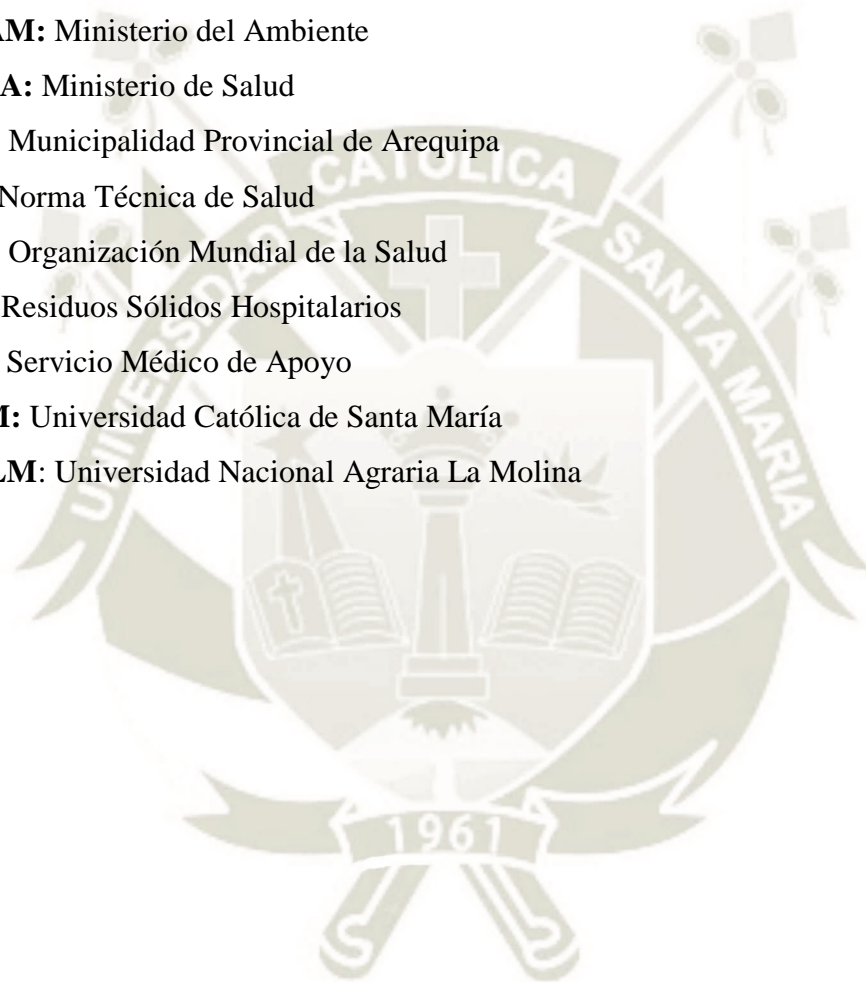 AM: Ministerio del Ambiente
A: Ministerio de Salud
Municipalidad Provincial de Arequipa
Norma Técnica de Salud
Organización Mundial de la Salud
Residuos Sólidos Hospitalarios
Servicio Médico de Apoyo
M: Universidad Católica de Santa María
LM: Universidad Nacional Agraria La Molina
UNIVERSIDAD CATOLICA SANTA MARIA
1961